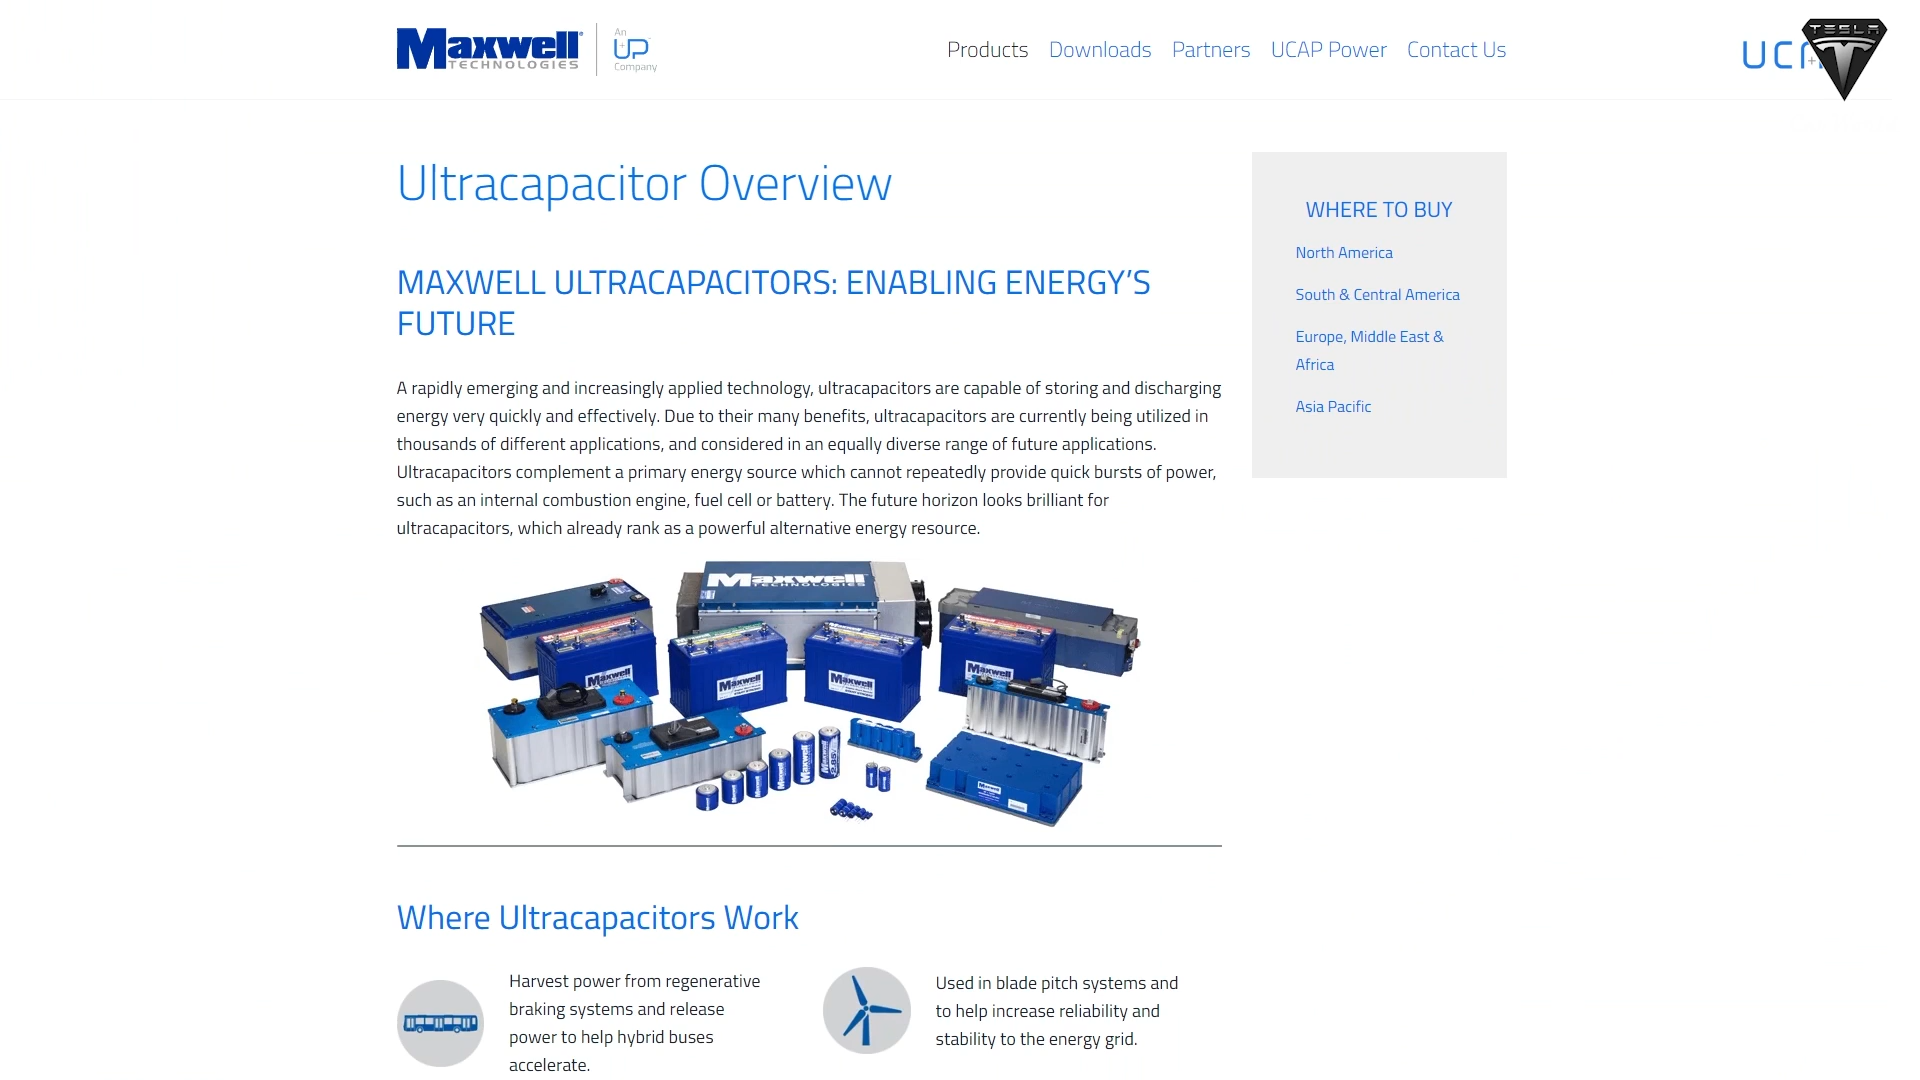 Maxwell
TECHNOLOGIES
An
UP
Company
Products
Downloads
Partners
UCAP Power
Contact Us
TESLA
Ultracapacitor Overview
MAXWELL ULTRACAPACITORS: ENABLING ENERGY’S
FUTURE
A rapidly emerging and increasingly applied technology, ultracapacitors are capable of storing and discharging
energy very quickly and effectively. Due to their many benefits, ultracapacitors are currently being utilized in
thousands of different applications, and considered in an equally diverse range of future applications.
Ultracapacitors complement a primary energy source which cannot repeatedly provide quick bursts of power,
such as an internal combustion engine, fuel cell or battery. The future horizon looks brilliant for
ultracapacitors, which already rank as a powerful alternative energy resource.
WHERE TO BUY
North America
South & Central America
Europe, Middle East &
Africa
Asia Pacific
Maxwell
TECHNOLOGIES
Maxwell
Maxwell
Maxwell
Maxwell
Maxwell
Maxwell
Where Ultracapacitors Work
Harvest power from regenerative
braking systems and release
power to help hybrid buses
accelerate.
Used in blade pitch systems and
to help increase reliability and
stability to the energy grid.